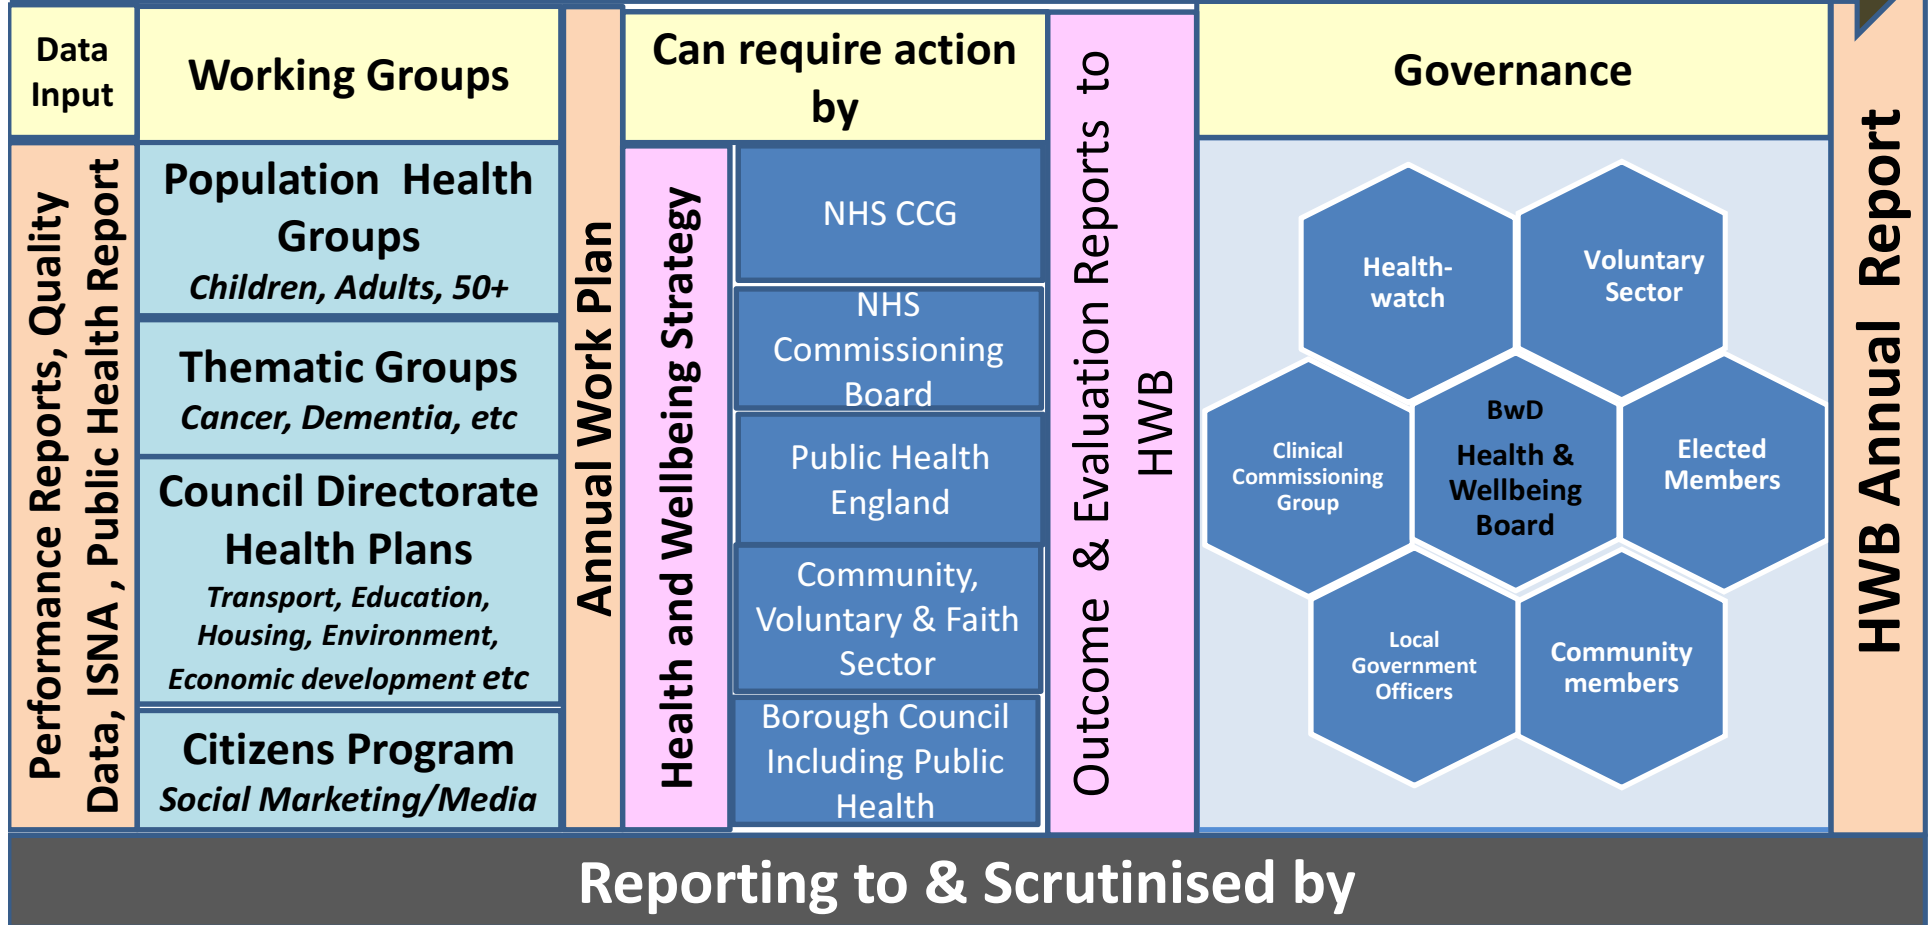 Data
Input
Working Groups
Can require action
by
Governance
Performance Reports, Quality
Data, ISNA , Public Health Report
Population Health
Groups
Children, Adults, 50+
Thematic Groups
Cancer, Dementia, etc
Council Directorate
Health Plans
Transport, Education,
Housing, Environment,
Economic development etc
Citizens Program
Social Marketing/Media
Annual Work Plan
Health and Wellbeing Strategy
NHS CCG
NHS
Commissioning
Board
Public Health
England
Community,
Voluntary & Faith
Sector
Borough Council
Including Public
Health
Outcome & Evaluation Reports to
HWB
Health-
watch
Voluntary
Sector
Clinical
Commissioning
Group
BwD
Health &
Wellbeing
Board
Elected
Members
Local
Government
Officers
Community
members
HWB Annual Report
Reporting to & Scrutinised by